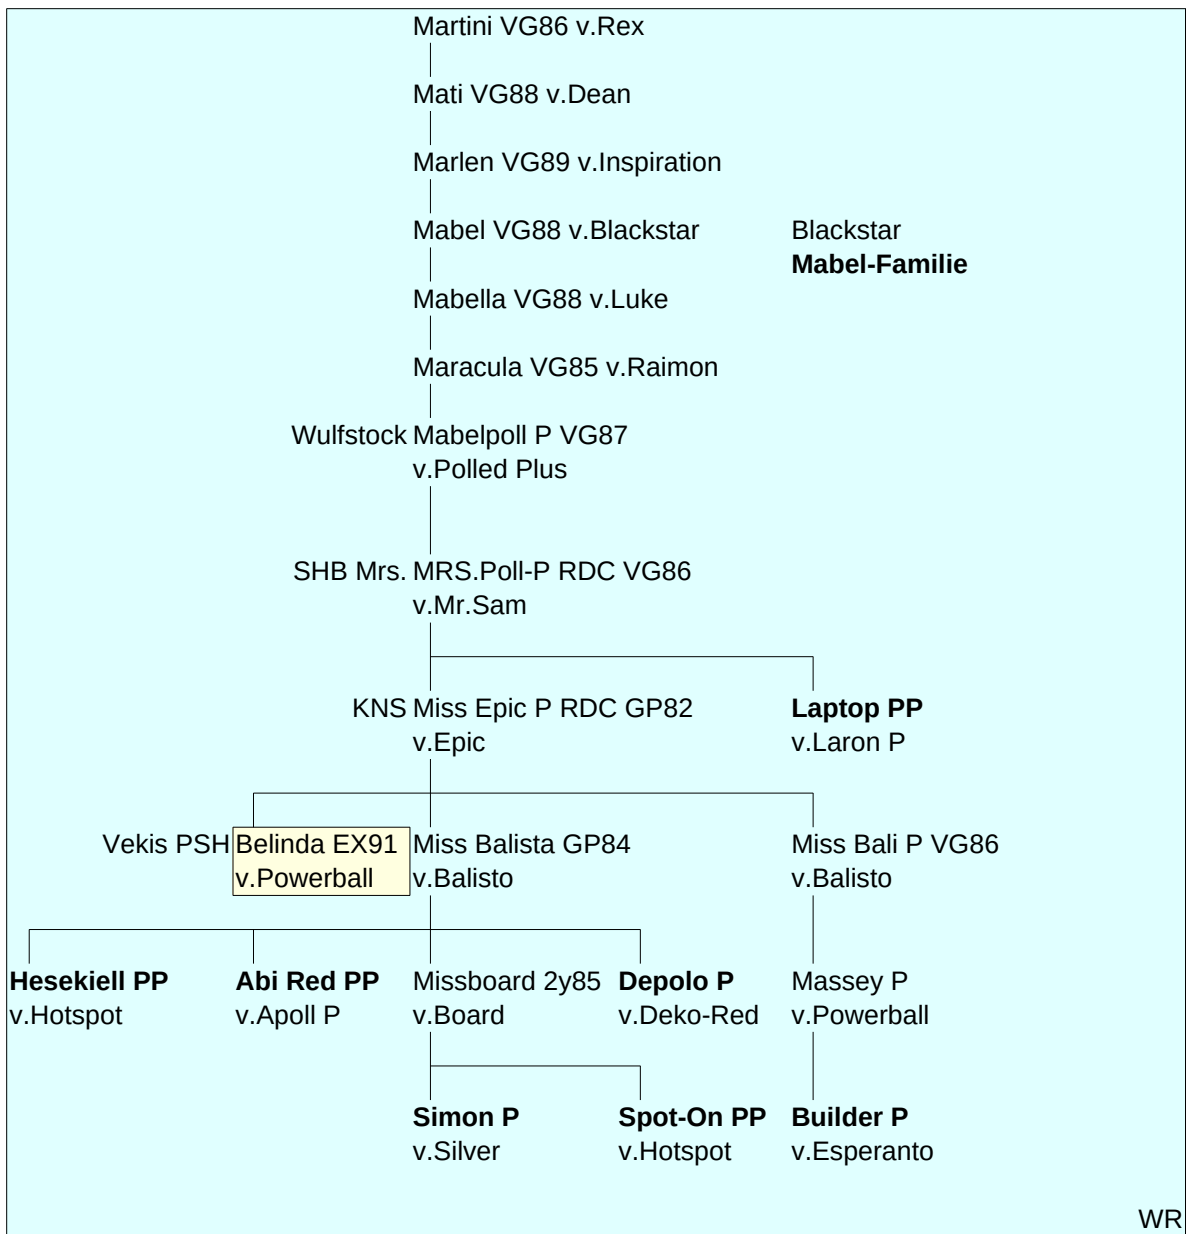 Martini VG86 v.Rex
Mati VG88 v.Dean
Marlen VG89 v.Inspiration
Mabel VG88 v.Blackstar
Blackstar
Mabel-Familie
Mabella VG88 v.Luke
Maracula VG85 v.Raimon
Wulfstock Mabelpoll P VG87
v.Polled Plus
SHB Mrs. MRS.Poll-P RDC VG86
v.Mr.Sam
KNS Miss Epic P RDC GP82
v.Epic
Laptop PP
v.Laron P
Vekis PSH Belinda EX91
v.Powerball
Miss Balista GP84
v.Balisto
Miss Bali P VG86
v.Balisto
Hesekiell PP
v.Hotspot
Abi Red PP
v.Apoll P
Missboard 2y85
v.Board
Depolo P
v.Deko-Red
Massey P
v.Powerball
Simon P
v.Silver
Spot-On PP
v.Hotspot
Builder P
v.Esperanto
WR